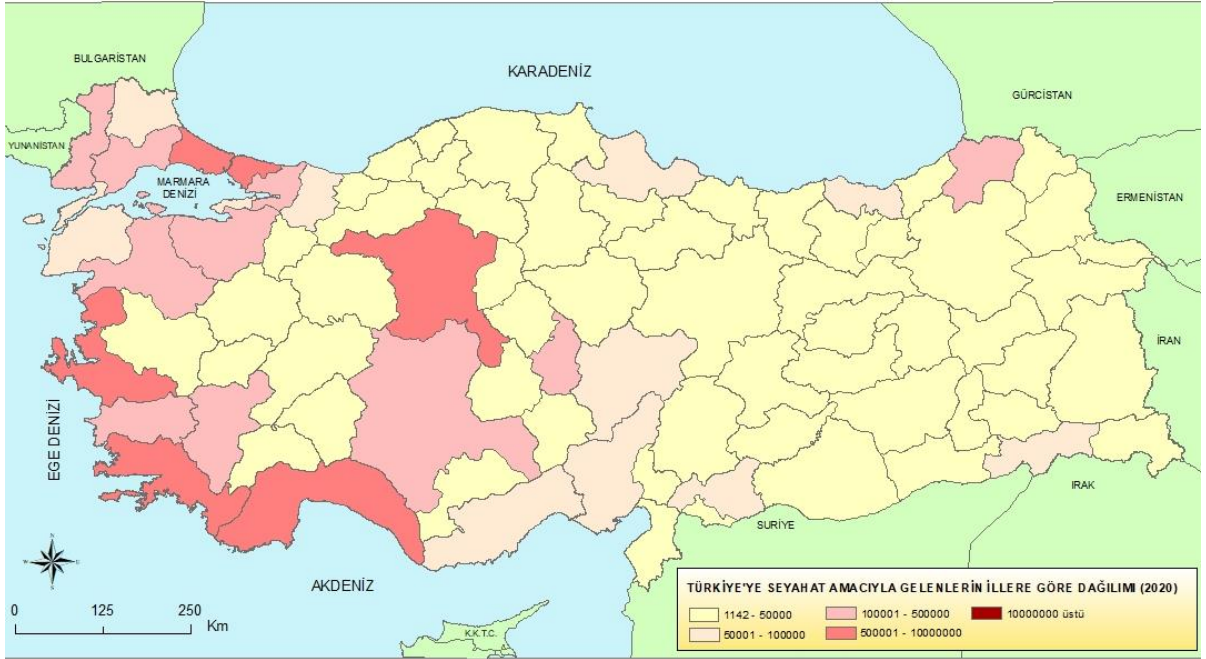 BULGARİSTAN
KARADENİZ
GÜRCİSTAN
YUNANİSTAN
MARMARA
DENİZİ
ERMENİSTAN
İRAN
EGE DENİZİ
IRAK
SURİYE
AKDENİZ
K.K.T.C.
N
0 125 250
Km
TÜRKİYE'YE SEYAHAT AMACIYLA GELENLERİN İLLERE GÖRE DAĞILIMI (2020)
1142 - 50000 100001 - 500000 10000000 üstü
50001 - 100000 500001 - 10000000